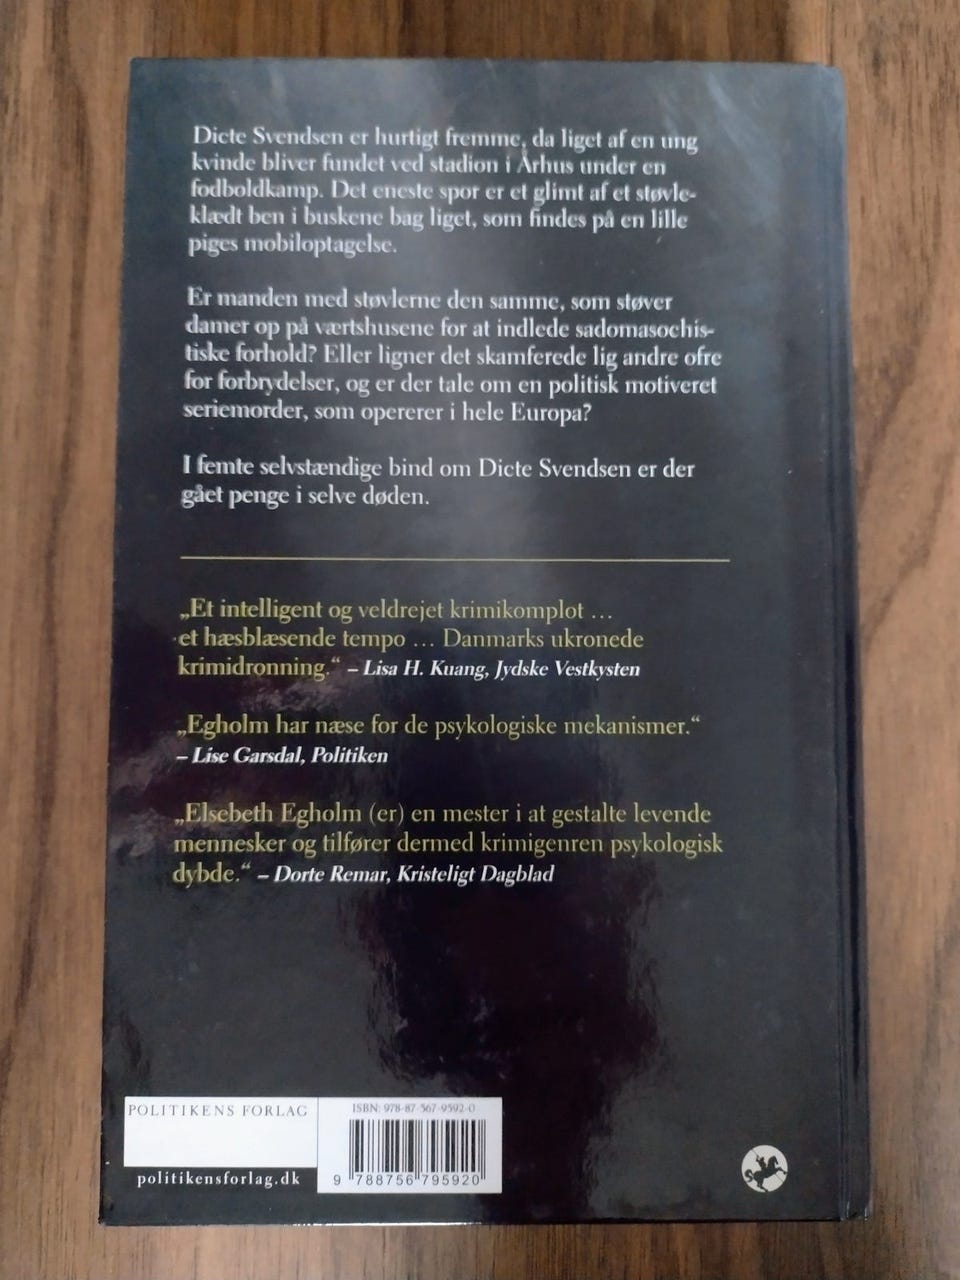 Dicte Svendsen er hurtigt fremme, da liget af en ung
kvinde bliver fundet ved stadion i Århus under en
fodboldkamp. Det eneste spor er et glimt af et støvle-
klædt ben i buskene bag liget, som findes på en lille
piges mobiloptagelse.
Er manden med støvlerne den samme, som støver
damer op på værtshusene for at indlede sadomasochis-
tiske forhold? Eller ligner det skamferede lig andre ofre
for forbrydelser, og er der tale om en politisk motiveret
seriemorder, som opererer i hele Europa?
I femte selvstændige bind om Dicte Svendsen er der
gået penge i selve døden.
„Et intelligent og veldrejet krimikomplot ...
et hæsblæsende tempo ... Danmarks ukronede
krimidronning.“ – Lisa H. Kuang, Jydske Vestkysten
„Egholm har næse for de psykologiske mekanismer.“
– Lise Garsdal, Politiken
„Elsebeth Egholm (er) en mester i at gestalte levende
mennesker og tilfører dermed krimigenren psykologisk
dybde.“ – Dorte Remar, Kristeligt Dagblad
POLITIKENS FORLAG
politikensforlag.dk
ISBN: 978-87-567-9592-0
9 788756 795920